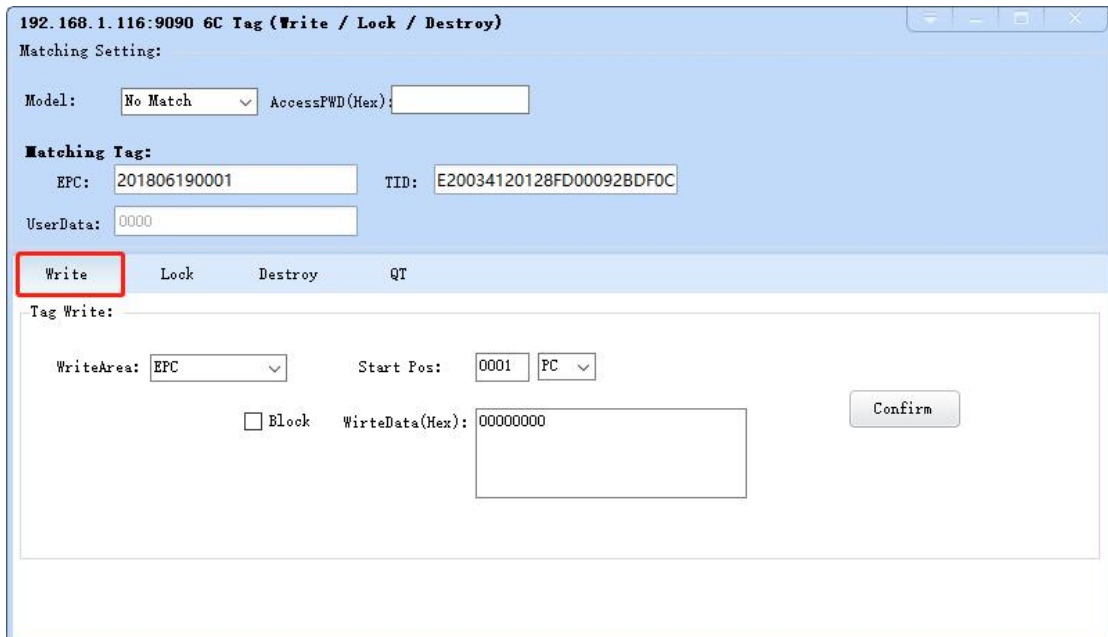 192.168.1.116:9090 6C Tag (Write / Lock / Destroy)
Matching Setting:
Model: No Match AccessPWD(Hex):
Matching Tag:
EPC: 201806190001 TID: E20034120128FD00092BDF0C
UserData: 0000
Write Lock Destroy QT
Tag Write:
WriteArea: EPC Start Pos: 0001 PC
Block WirteData(Hex): 00000000 Confirm